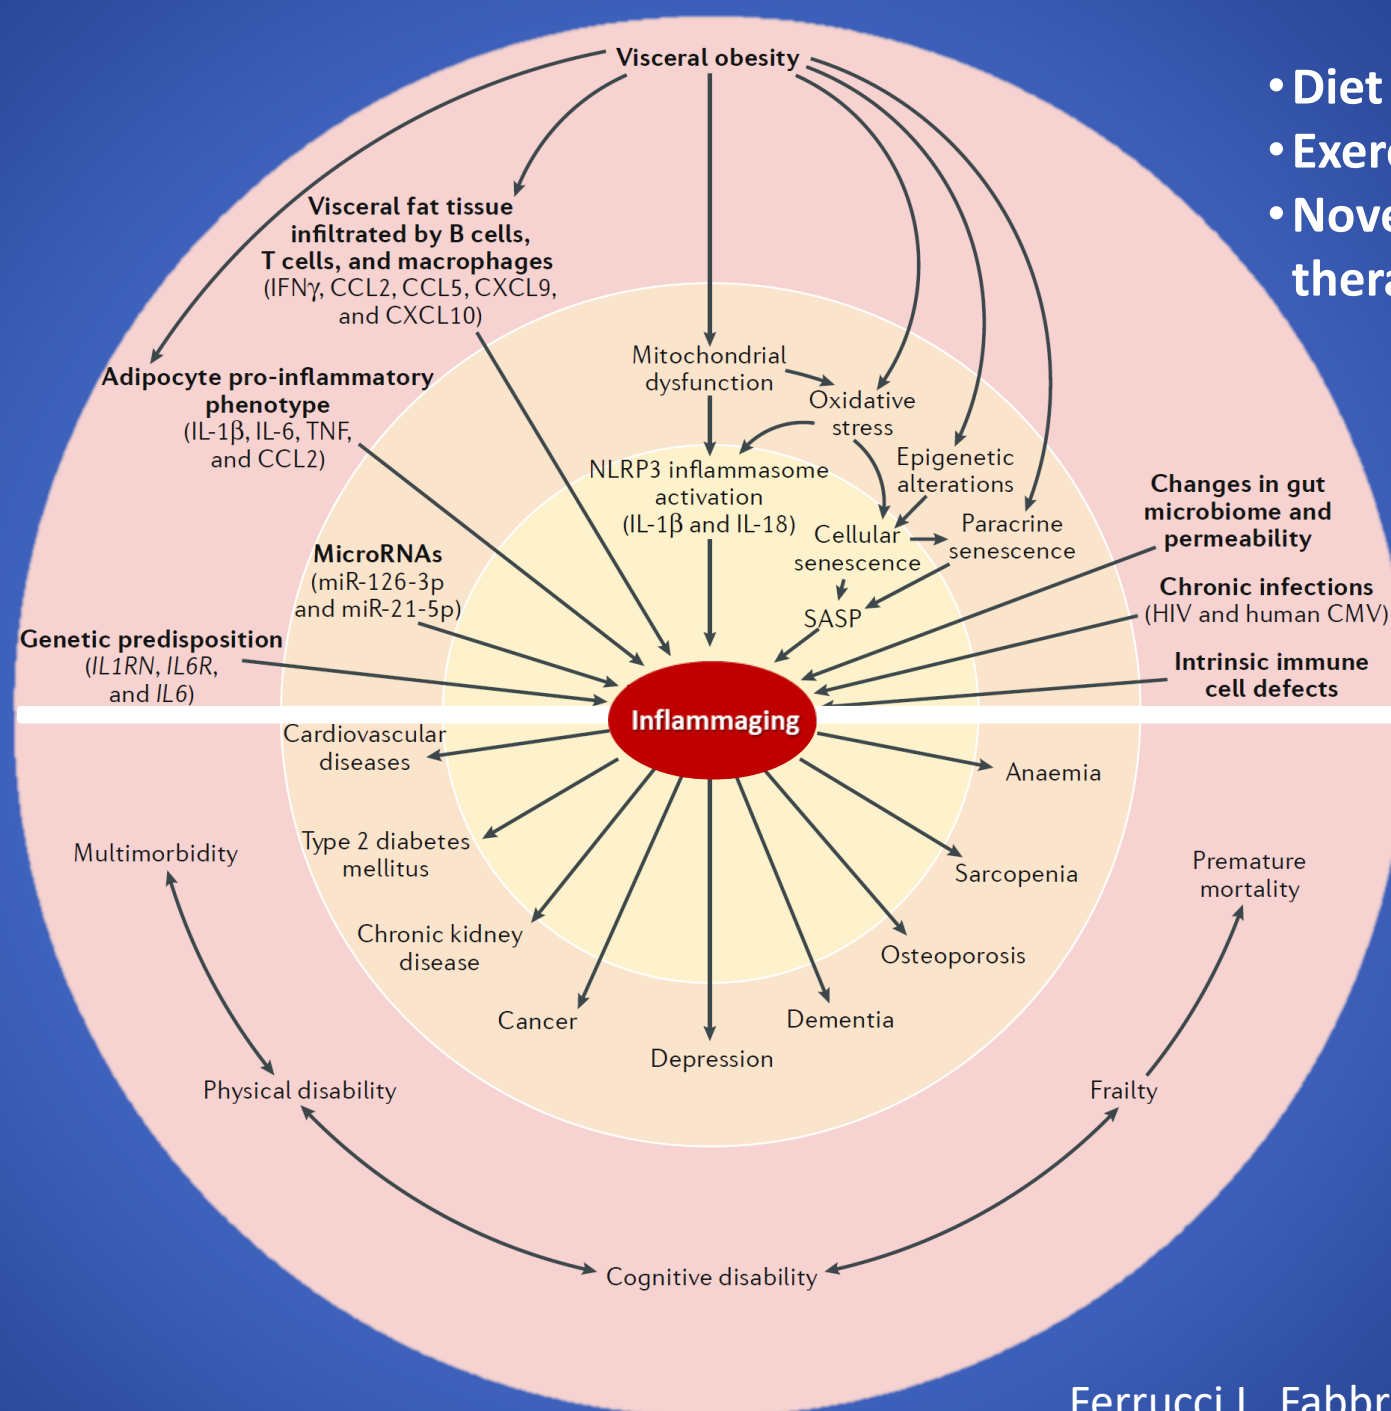 Visceral obesity
• Diet
Visceral fat tissue
infiltrated by B cells,
T cells, and macrophages
(IFNγ, CCL2, CCL5, CXCL9,
and CXCL10)
Mitochondrial
dysfunction
Adipocyte pro-inflammatory
phenotype
(IL-1β, IL-6, TNF,
and CCL2)
Oxidative
stress
NLRP3 inflammasome
activation
(IL-1β and IL-18)
Epigenetic
alterations
Cellular
senescence
Paracrine
senescence
SASP
Changes in gut
microbiome and
permeability
MicroRNAs
(miR-126-3p
and miR-21-5p)
Chronic infections
(HIV and human CMV)
Genetic predisposition
(IL1RN, IL6R,
and IL6)
Intrinsic immune
cell defects
Inflammaging
Cardiovascular
diseases
Anaemia
Type 2 diabetes
mellitus
Sarcopenia
Multimorbidity
Premature
mortality
Chronic kidney
disease
Osteoporosis
Cancer
Dementia
Depression
Physical disability
Frailty
Cognitive disability
Ferrucci L